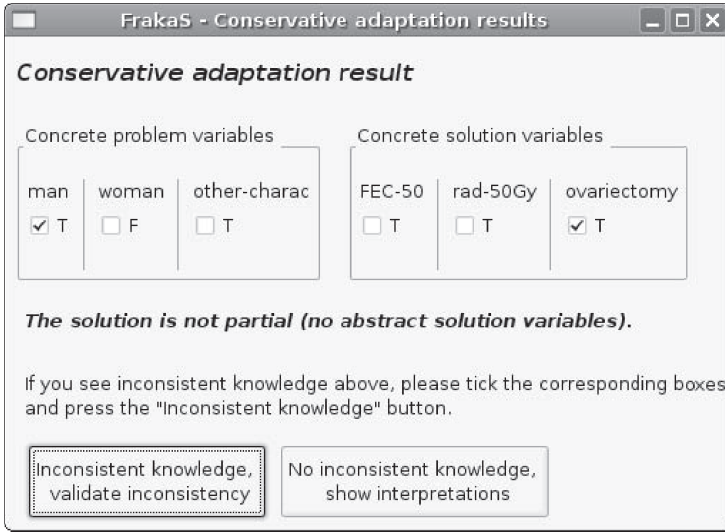 FrakaS - Conservative adaptation results
Conservative adaptation result
Concrete problem variables
man woman other-charac
T F T
Concrete solution variables
FEC-50 rad-50Gy ovariectomy
T T T
The solution is not partial (no abstract solution variables).
If you see inconsistent knowledge above, please tick the corresponding boxes
and press the "Inconsistent knowledge" button.
Inconsistent knowledge,
validate inconsistency
No inconsistent knowledge,
show interpretations